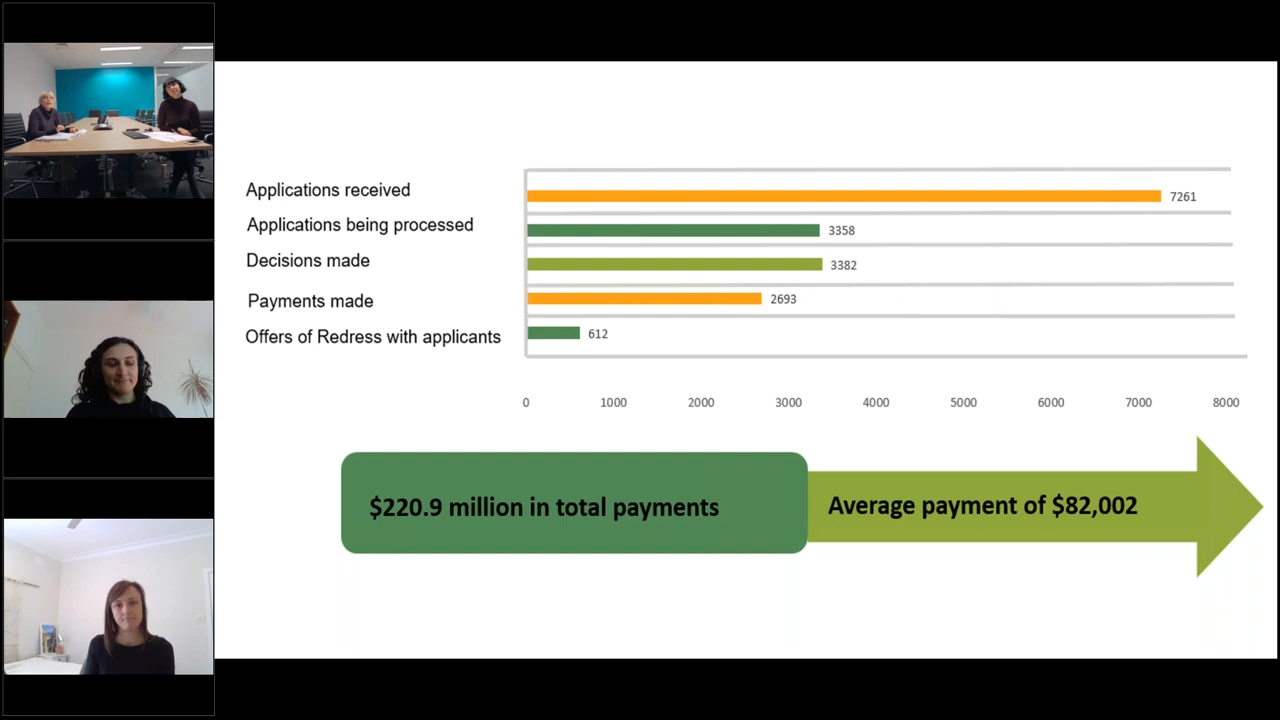 Applications received
7261
Applications being processed
3358
Decisions made
3382
Payments made
2693
Offers of Redress with applicants
612
0 1000 2000 3000 4000 5000 6000 7000 8000
$220.9 million in total payments
Average payment of $82,002